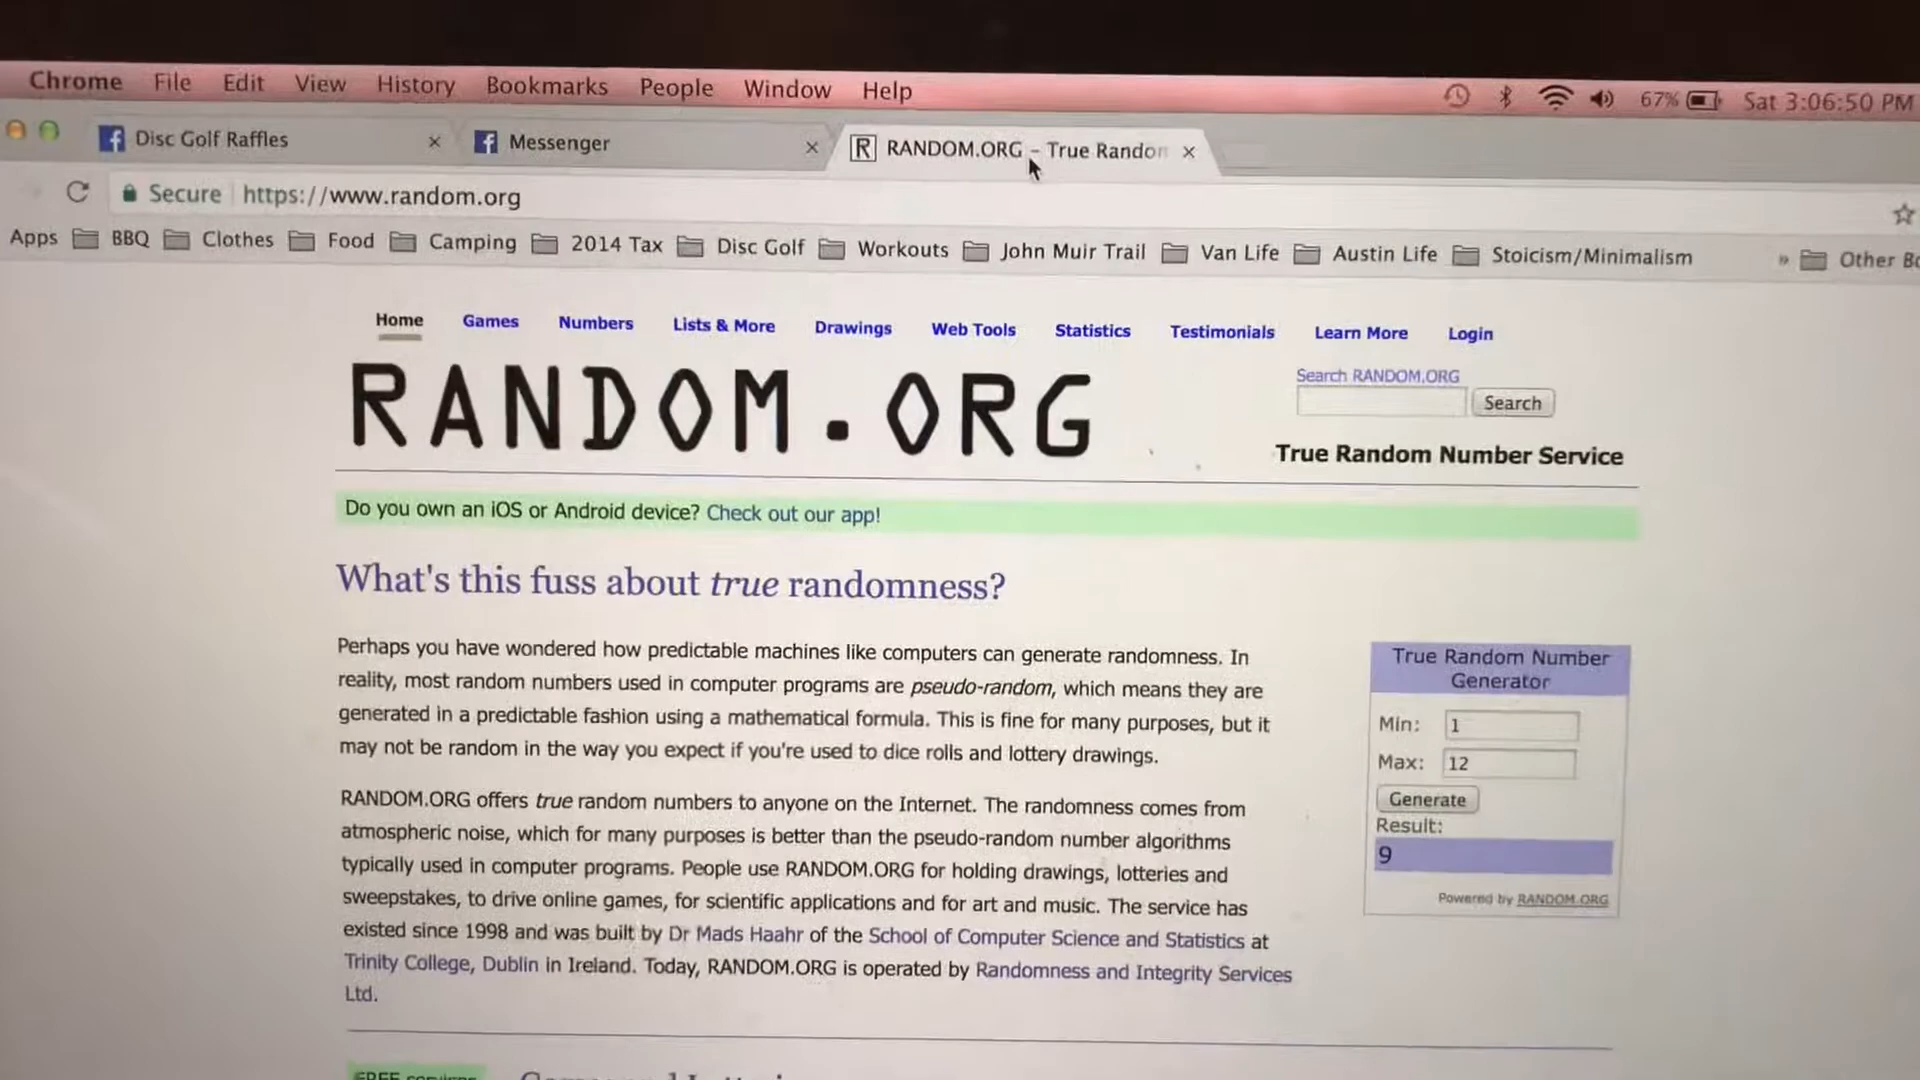 Chrome File Edit View History Bookmarks People Window Help 67% Sat 3:06:50 PM
Disc Golf Raffles Messenger RANDOM.ORG - True Random
Secure https://www.random.org
Apps BBQ Clothes Food Camping 2014 Tax Disc Golf Workouts John Muir Trail Van Life Austin Life Stoicism/Minimalism » Other Bo
Home Games Numbers Lists & More Drawings Web Tools Statistics Testimonials Learn More Login
RANDOM.ORG
Search RANDOM.ORG
Search
True Random Number Service
Do you own an iOS or Android device? Check out our app!
What's this fuss about true randomness?
Perhaps you have wondered how predictable machines like computers can generate randomness. In
reality, most random numbers used in computer programs are pseudo-random, which means they are
generated in a predictable fashion using a mathematical formula. This is fine for many purposes, but it
may not be random in the way you expect if you're used to dice rolls and lottery drawings.
RANDOM.ORG offers true random numbers to anyone on the Internet. The randomness comes from
atmospheric noise, which for many purposes is better than the pseudo-random number algorithms
typically used in computer programs. People use RANDOM.ORG for holding drawings, lotteries and
sweepstakes, to drive online games, for scientific applications and for art and music. The service has
existed since 1998 and was built by Dr Mads Haahr of the School of Computer Science and Statistics at
Trinity College, Dublin in Ireland. Today, RANDOM.ORG is operated by Randomness and Integrity Services
Ltd.
True Random Number
Generator
Min: 1
Max: 12
Generate
Result:
9
Powered by RANDOM.ORG
FREE services